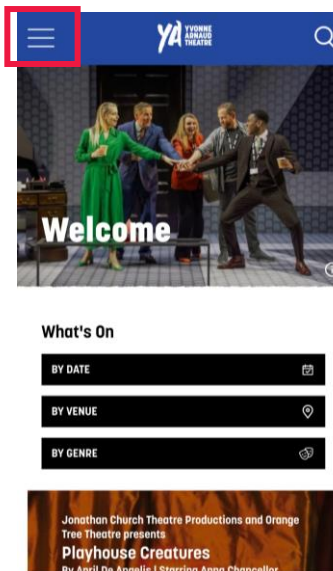 YA YVONNE
ARNAUD
THEATRE
Welcome
What's On
BY DATE
BY VENUE
BY GENRE
Jonathan Church Theatre Productions and Orange
Tree Theatre presents
Playhouse Creatures
By April De Angelis | Starring Anna Chancellor